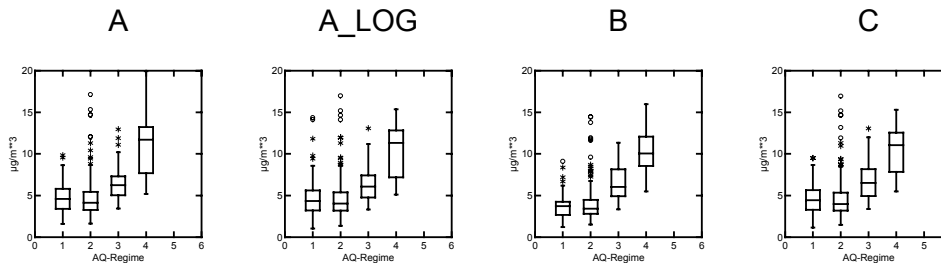 A A_LOG B C
20 20 20 20
15 15 15 15
µg/m**3 µg/m**3 µg/m**3 µg/m**3
10 10 10 10
5 5 5 5
0 0 0 0
0 1 2 3 4 5 6 0 1 2 3 4 5 6 0 1 2 3 4 5 6 0 1 2 3 4 5
AQ-Regime AQ-Regime AQ-Regime AQ-Regime